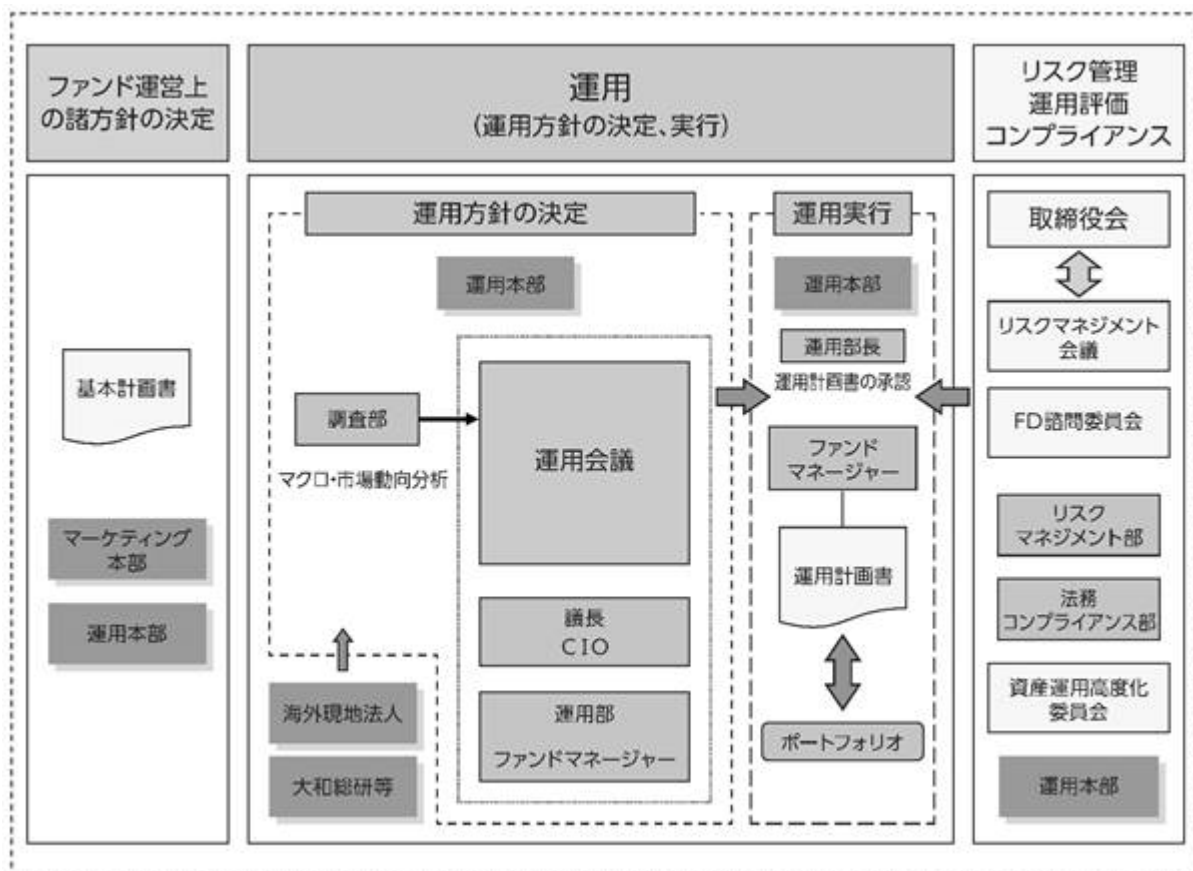 ファンド運営上
の諸方針の決定
運用
(運用方針の決定、実行)
リスク管理
運用評価
コンプライアンス
基本計画書
マーケティング
本部
運用本部
運用方針の決定
運用本部
調査部
マクロ・市場動向分析
運用会議
議長
CIO
運用部
ファンドマネージャー
海外現地法人
大和総研等
運用実行
運用本部
運用部長
運用計画書の承認
ファンド
マネージャー
運用計画書
ポートフォリオ
取締役会
リスクマネジメント
会議
FD諮問委員会
リスク
マネジメント部
法務
コンプライアンス部
資産運用高度化
委員会
運用本部